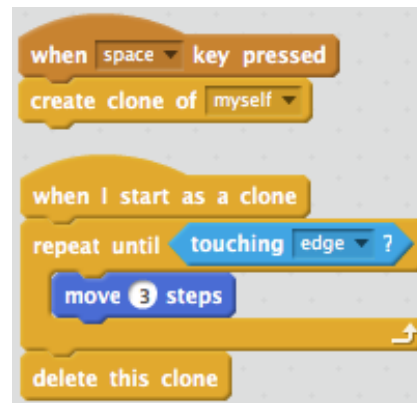 when space key pressed
create clone of myself
when I start as a clone
repeat until touching edge ?
move 3 steps
delete this clone